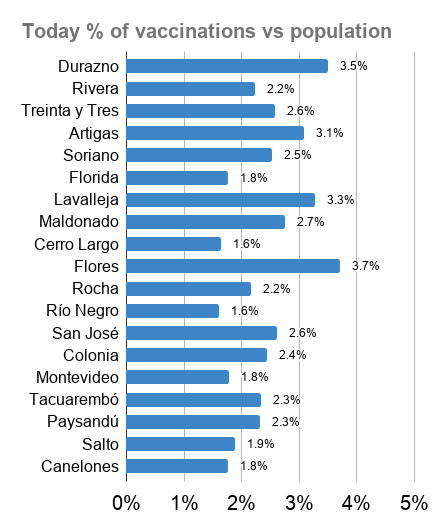 Today % of vaccinations vs population
Durazno 3.5%
Rivera 2.2%
Treinta y Tres 2.6%
Artigas 3.1%
Soriano 2.5%
Florida 1.8%
Lavalleja 3.3%
Maldonado 2.7%
Cerro Largo 1.6%
Flores 3.7%
Rocha 2.2%
Río Negro 1.6%
San José 2.6%
Colonia 2.4%
Montevideo 1.8%
Tacuarembó 2.3%
Paysandú 2.3%
Salto 1.9%
Canelones 1.8%
0% 1% 2% 3% 4% 5%